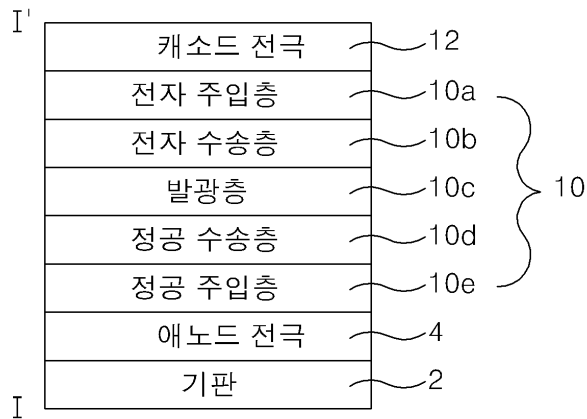 I'
캐소드 전극 12
전자 주입층 10a
전자 수송층 10b
발광층 10c
10
정공 수송층 10d
정공 주입층 10e
애노드 전극 4
기판 2
I